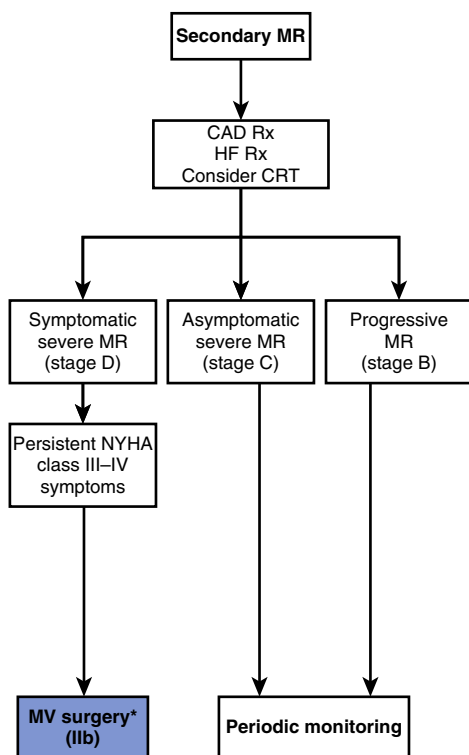 Secondary MR
CAD Rx
HF Rx
Consider CRT
Symptomatic
severe MR
(stage D)
Asymptomatic
severe MR
(stage C)
Progressive
MR
(stage B)
Persistent NYHA
class III–IV
symptoms
MV surgery*
(IIb)
Periodic monitoring